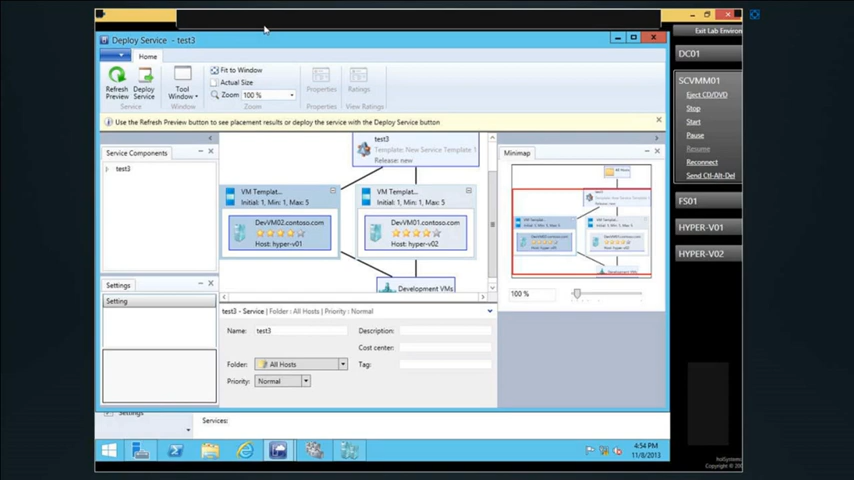 Exit Lab Environ
Deploy Service - test3
Home
Refresh Preview
Deploy Service
Service
Tool Window
Window
Fit to Window
Actual Size
Zoom 100 %
Zoom
Properties
Properties
Ratings
View Ratings
Use the Refresh Preview button to see placement results or deploy the service with the Deploy Service button
Service Components
test3
Settings
Setting
test3
Template: New Service Template 1
Release: new
VM Templat...
Initial: 1, Min: 1, Max: 5
DevVM02.contoso.com
Host: hyper-v01
VM Templat...
Initial: 1, Min: 1, Max: 5
DevVM01.contoso.com
Host: hyper-v02
Development VMs
Minimap
100 %
test3 - Service | Folder : All Hosts | Priority : Normal
Name: test3
Description:
Cost center:
Folder: All Hosts
Tag:
Priority: Normal
Settings
Services:
4:54 PM
11/8/2013
DC01
SCVMM01
Eject CD/DVD
Stop
Start
Pause
Resume
Reconnect
Send Ctl-Alt-Del
FS01
HYPER-V01
HYPER-V02